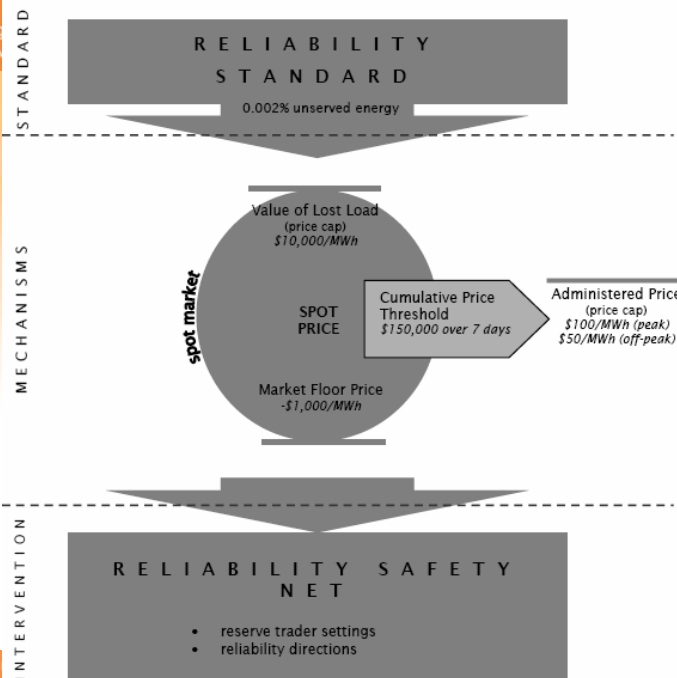 STANDARD
RELIABILITY
STANDARD
0.002% unserved energy
MECHANISMS
Value of Lost Load
(price cap)
$10,000/MWh
spot market
SPOT
PRICE
Cumulative Price
Threshold
$150,000 over 7 days
Administered Price
(price cap)
$100/MWh (peak)
$50/MWh (off-peak)
Market Floor Price
-$1,000/MWh
INTERVENTION
RELIABILITY SAFETY
NET
• reserve trader settings
• reliability directions